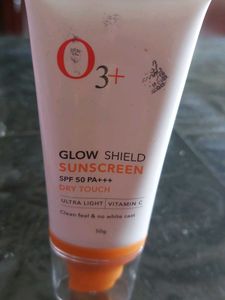 O3+
GLOW SHIELD
SUNSCREEN
SPF 50 PA+++
DRY TOUCH
ULTRA LIGHT | VITAMIN C
Clean feel & no white cast
50g